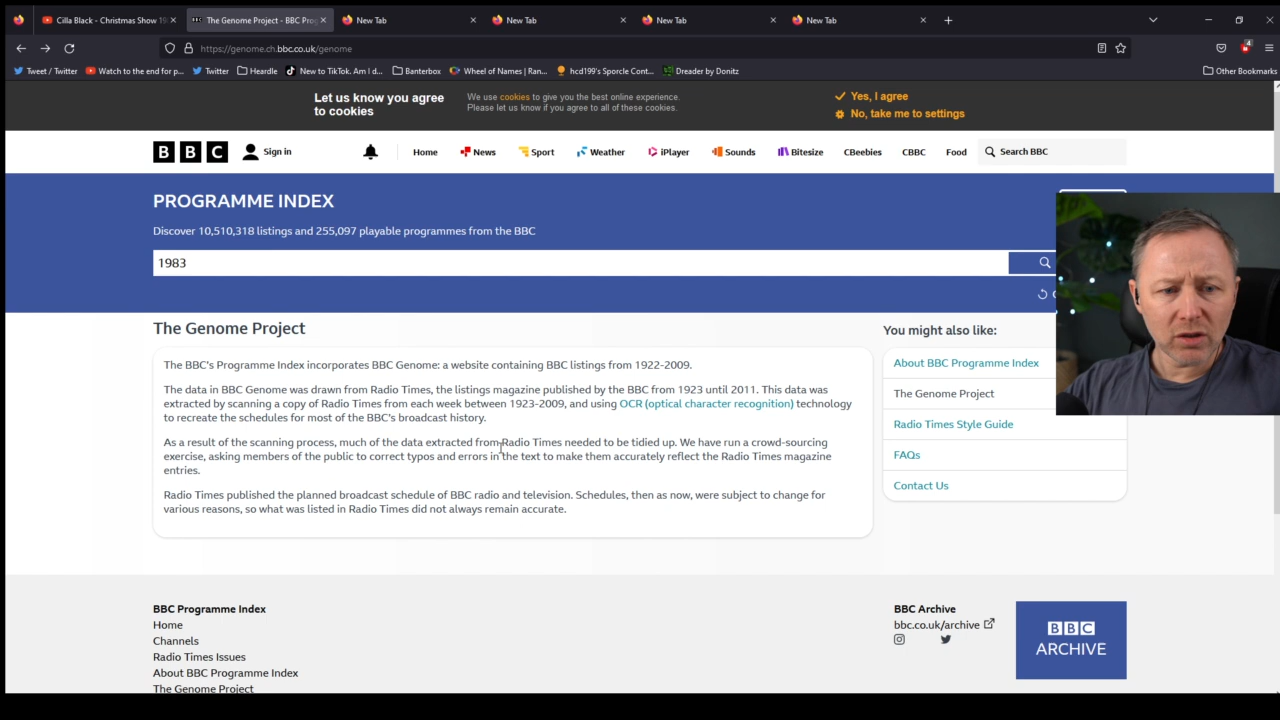 Cilla Black - Christmas Show 19
The Genome Project - BBC Prog
New Tab
New Tab
New Tab
New Tab
https://genome.ch.bbc.co.uk/genome
4
Tweet / Twitter
Watch to the end for p...
Twitter
Heardle
New to TikTok. Am I d...
Banterbox
Wheel of Names | Ran...
hcd199's Sporcle Cont...
Dreader by Donitz
Other Bookmarks
Let us know you agree
to cookies
We use cookies to give you the best online experience.
Please let us know if you agree to all of these cookies.
Yes, I agree
No, take me to settings
BBC
Sign in
Home
News
Sport
Weather
iPlayer
Sounds
Bitesize
CBeebies
CBBC
Food
Search BBC
PROGRAMME INDEX
Discover 10,510,318 listings and 255,097 playable programmes from the BBC
1983
The Genome Project
The BBC's Programme Index incorporates BBC Genome: a website containing BBC listings from 1922-2009.
The data in BBC Genome was drawn from Radio Times, the listings magazine published by the BBC from 1923 until 2011. This data was
extracted by scanning a copy of Radio Times from each week between 1923-2009, and using OCR (optical character recognition) technology
to recreate the schedules for most of the BBC's broadcast history.
As a result of the scanning process, much of the data extracted from Radio Times needed to be tidied up. We have run a crowd-sourcing
exercise, asking members of the public to correct typos and errors in the text to make them accurately reflect the Radio Times magazine
entries.
Radio Times published the planned broadcast schedule of BBC radio and television. Schedules, then as now, were subject to change for
various reasons, so what was listed in Radio Times did not always remain accurate.
You might also like:
About BBC Programme Index
The Genome Project
Radio Times Style Guide
FAQs
Contact Us
BBC Programme Index
Home
Channels
Radio Times Issues
About BBC Programme Index
The Genome Project
BBC Archive
bbc.co.uk/archive
BBC
ARCHIVE